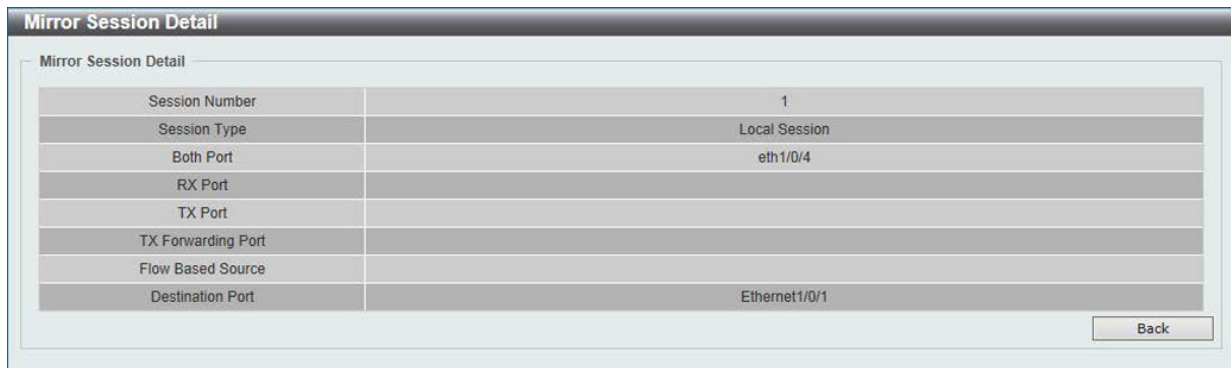 Mirror Session Detail
Mirror Session Detail
Session Number 1
Session Type Local Session
Both Port eth1/0/4
RX Port
TX Port
TX Forwarding Port
Flow Based Source
Destination Port Ethernet1/0/1
Back